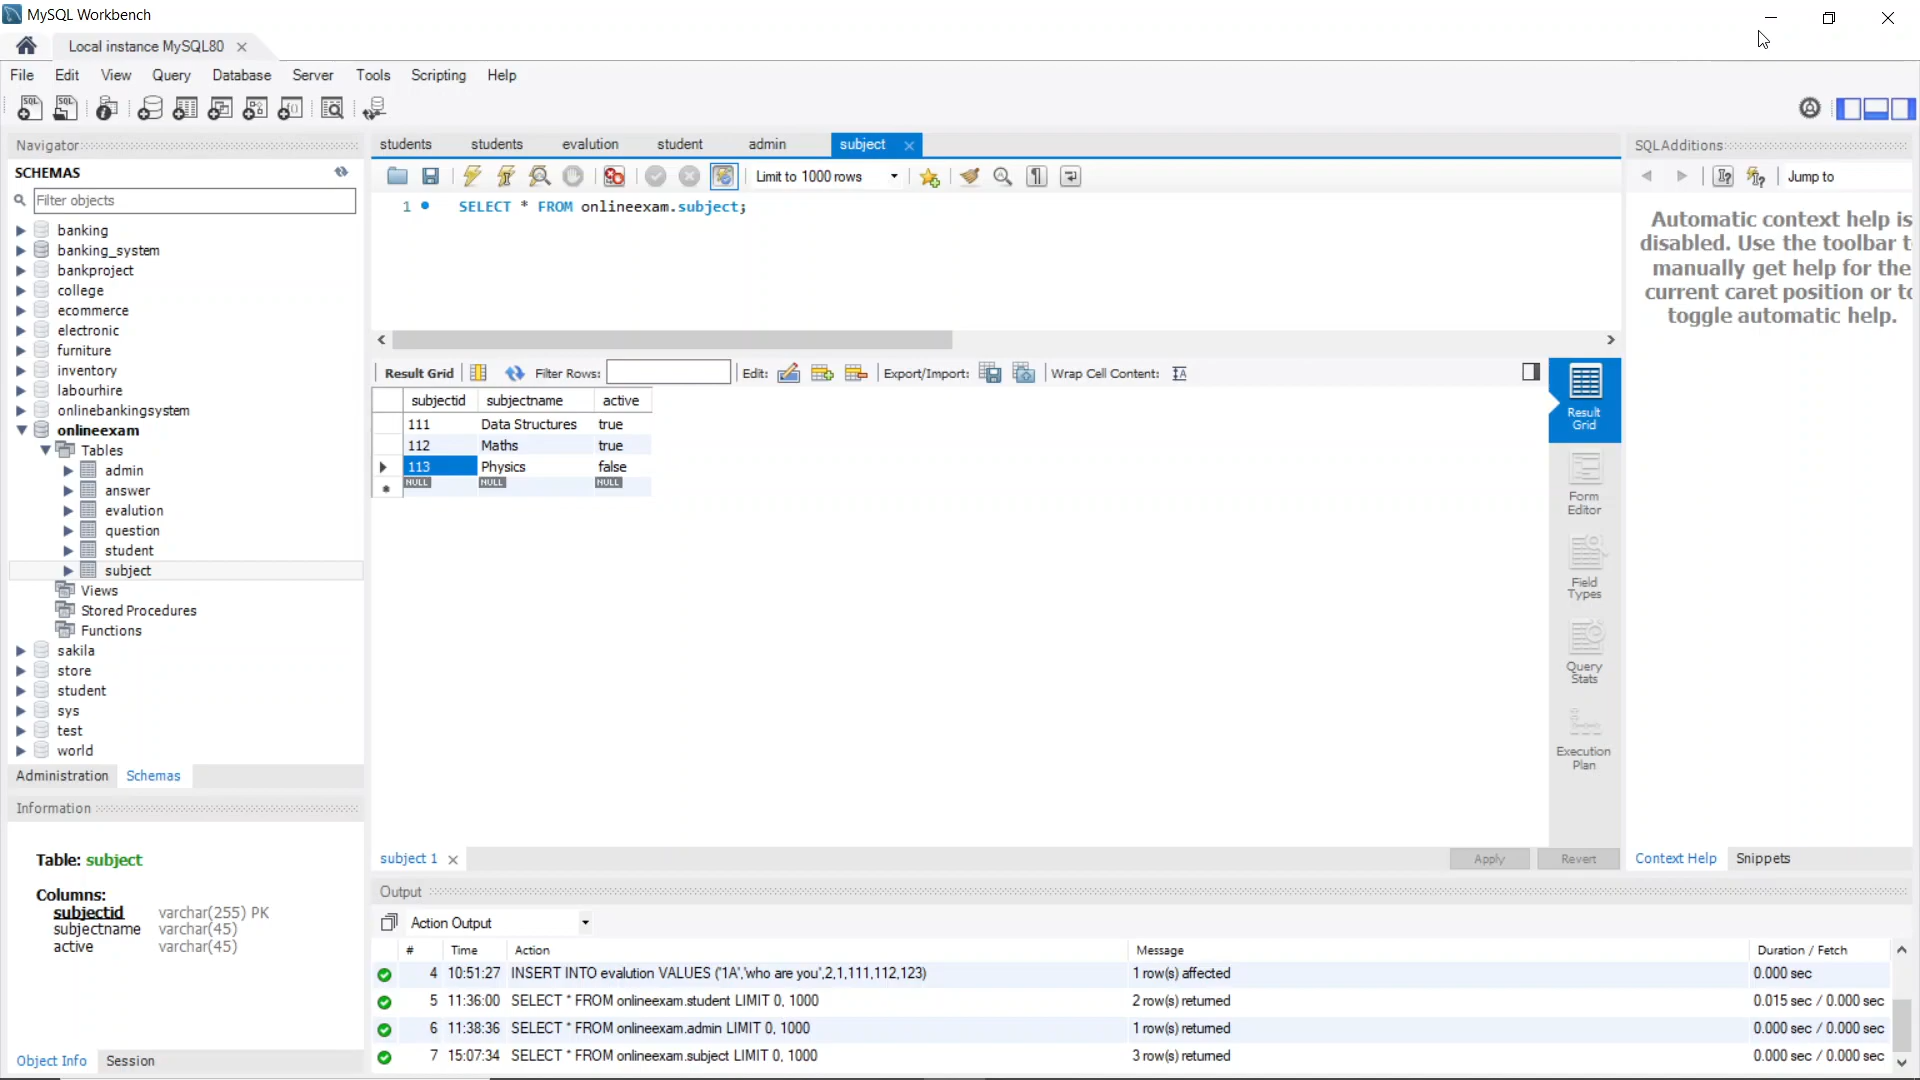 MySQL Workbench
Local instance MySQL80
File Edit View Query Database Server Tools Scripting Help
Navigator
SCHEMAS
Filter objects
banking
banking_system
bankproject
college
ecommerce
electronic
furniture
inventory
labourhire
onlinebankingsystem
onlineexam
Tables
admin
answer
evalution
question
student
subject
Views
Stored Procedures
Functions
sakila
store
student
sys
test
world
Administration Schemas
Information
Table: subject
Columns:
subjectid varchar(255) PK
subjectname varchar(45)
active varchar(45)
Object Info Session
students students evalution student admin subject
Limit to 1000 rows
1 SELECT * FROM onlineexam.subject;
Result Grid Filter Rows: Edit: Export/Import: Wrap Cell Content:
subjectid subjectname active
111 Data Structures true
112 Maths true
113 Physics false
NULL NULL NULL
Result
Grid
Form
Editor
Field
Types
Query
Stats
Execution
Plan
subject 1 Apply Revert
SQLAdditions
Jump to
Automatic context help is
disabled. Use the toolbar t
manually get help for the
current caret position or to
toggle automatic help.
Context Help Snippets
Output
Action Output
# Time Action Message Duration / Fetch
4 10:51:27 INSERT INTO evalution VALUES ('1A','who are you',2,1,111,112,123) 1 row(s) affected 0.000 sec
5 11:36:00 SELECT * FROM onlineexam.student LIMIT 0, 1000 2 row(s) returned 0.015 sec / 0.000 sec
6 11:38:36 SELECT * FROM onlineexam.admin LIMIT 0, 1000 1 row(s) returned 0.000 sec / 0.000 sec
7 15:07:34 SELECT * FROM onlineexam.subject LIMIT 0, 1000 3 row(s) returned 0.000 sec / 0.000 sec